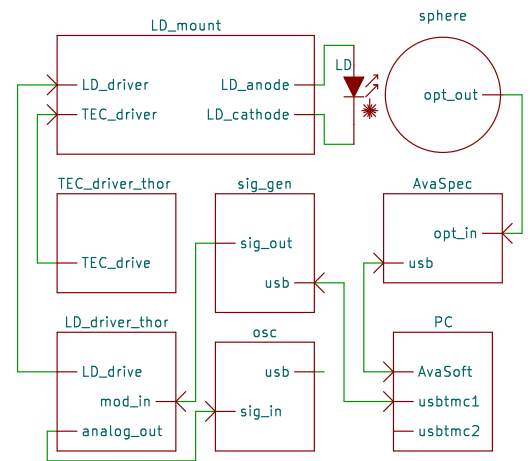 sphere
LD_mount
LD
LD_driver
LD_anode
opt_out
TEC_driver
LD_cathode
TEC_driver_thor
sig_gen
AvaSpec
opt_in
sig_out
TEC_drive
usb
usb
LD_driver_thor
osc
PC
LD_drive
usb
AvaSoft
mod_in
sig_in
usbtmc1
analog_out
usbtmc2